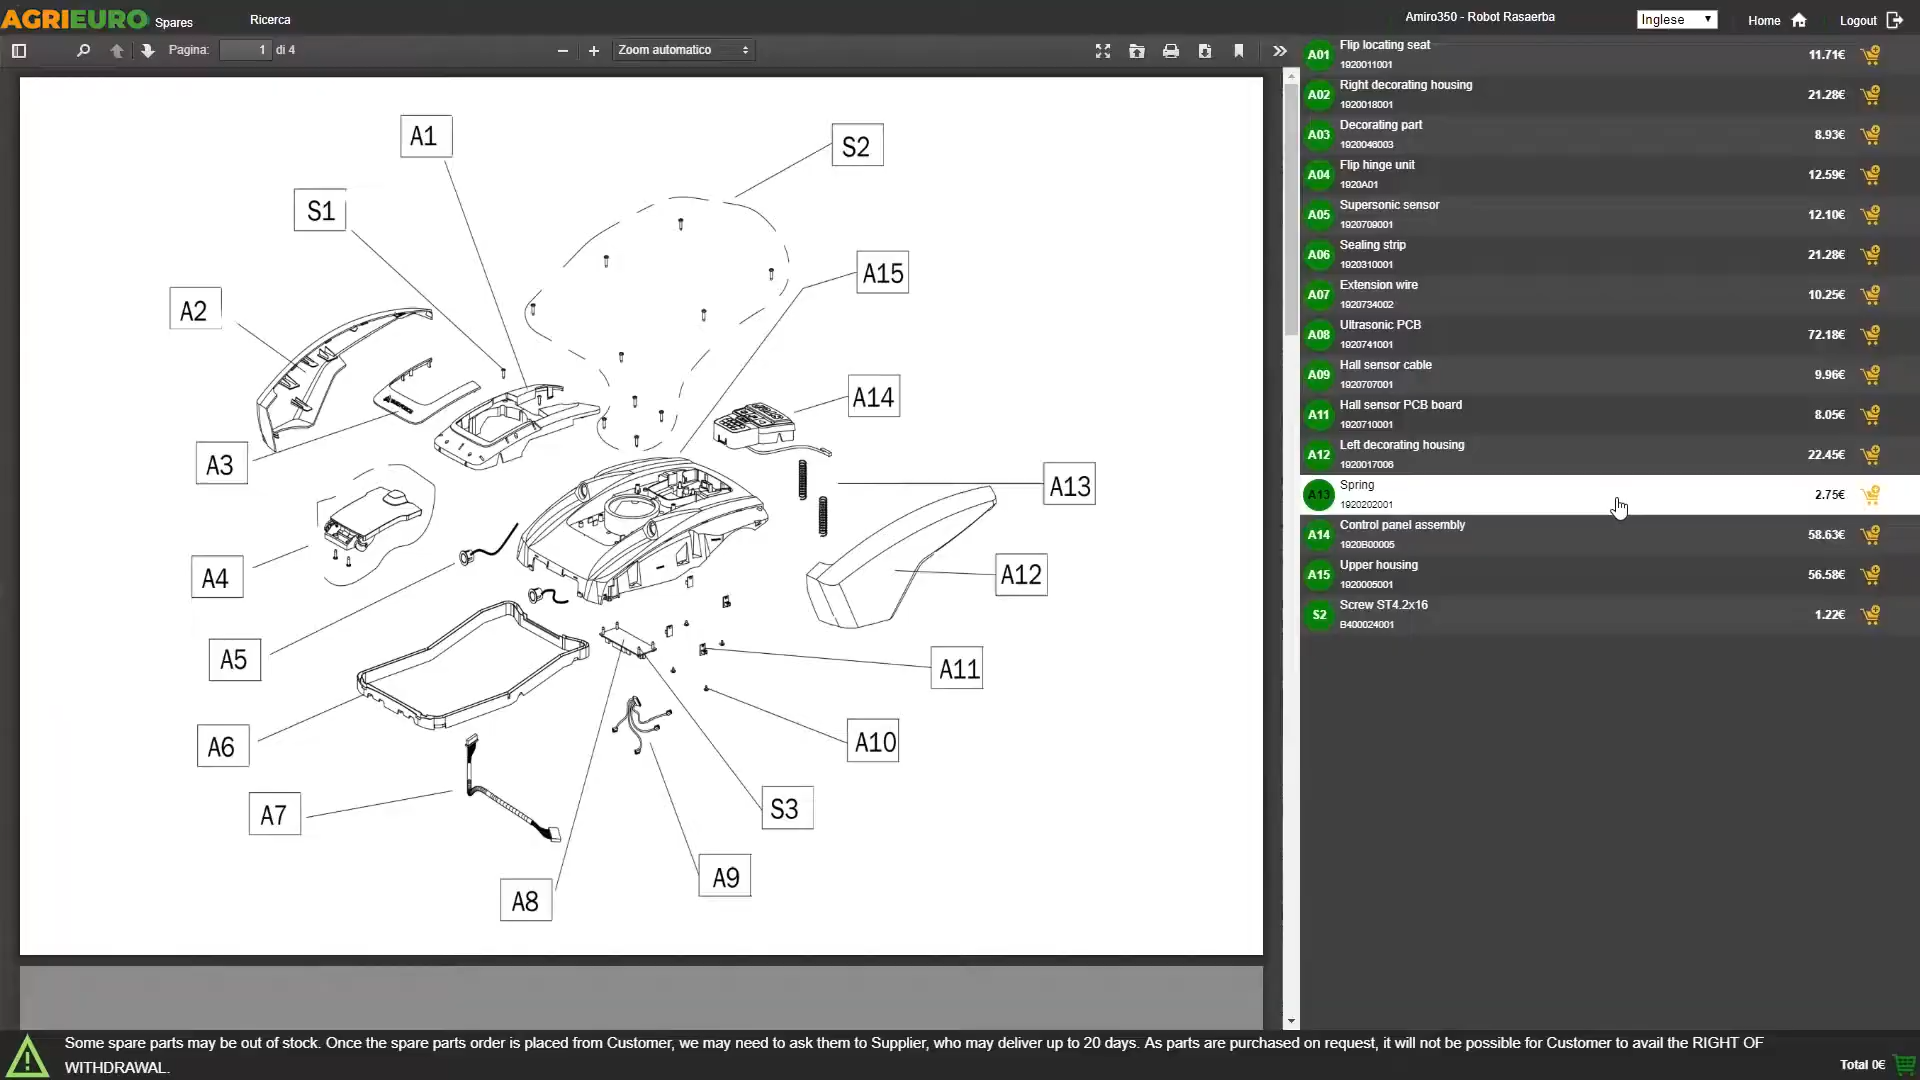 AGRIEURO Spares Ricerca Amiro350 - Robot Rasaerba Inglese Home Logout
Pagina: 1 di 4 Zoom automatico
A1
S2
S1
A15
A2
A14
A3
A13
A4
A12
A5
A11
A6
A10
A7
S3
A9
A8
A01 Flip locating seat 11.71€
1920011001
A02 Right decorating housing 21.28€
1920018001
A03 Decorating part 8.93€
1920046003
A04 Flip hinge unit 12.59€
1920A01
A05 Supersonic sensor 12.10€
1920709001
A06 Sealing strip 21.28€
1920310001
A07 Extension wire 10.25€
1920734002
A08 Ultrasonic PCB 72.18€
1920741001
A09 Hall sensor cable 9.96€
1920707001
A11 Hall sensor PCB board 8.05€
1920710001
A12 Left decorating housing 22.45€
1920017006
A13 Spring 2.75€
1920202001
A14 Control panel assembly 58.63€
1920B00005
A15 Upper housing 56.58€
1920005001
S2 Screw ST4.2x16 1.22€
B400024001
Some spare parts may be out of stock. Once the spare parts order is placed from Customer, we may need to ask them to Supplier, who may deliver up to 20 days. As parts are purchased on request, it will not be possible for Customer to avail the RIGHT OF
WITHDRAWAL.
Total 0€